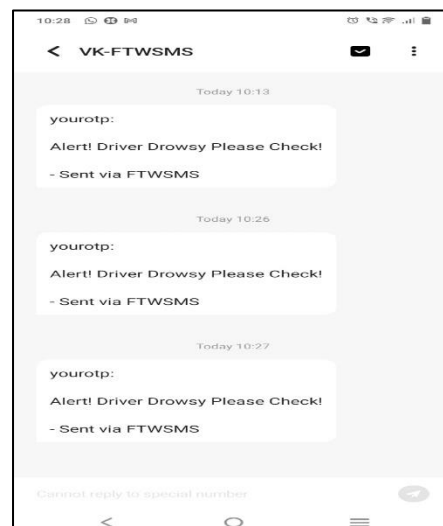 10:28
VK-FTWSMS
Today 10:13
yourotp:
Alert! Driver Drowsy Please Check!
- Sent via FTWSMS
Today 10:26
yourotp:
Alert! Driver Drowsy Please Check!
- Sent via FTWSMS
Today 10:27
yourotp:
Alert! Driver Drowsy Please Check!
- Sent via FTWSMS
Cannot reply to special number